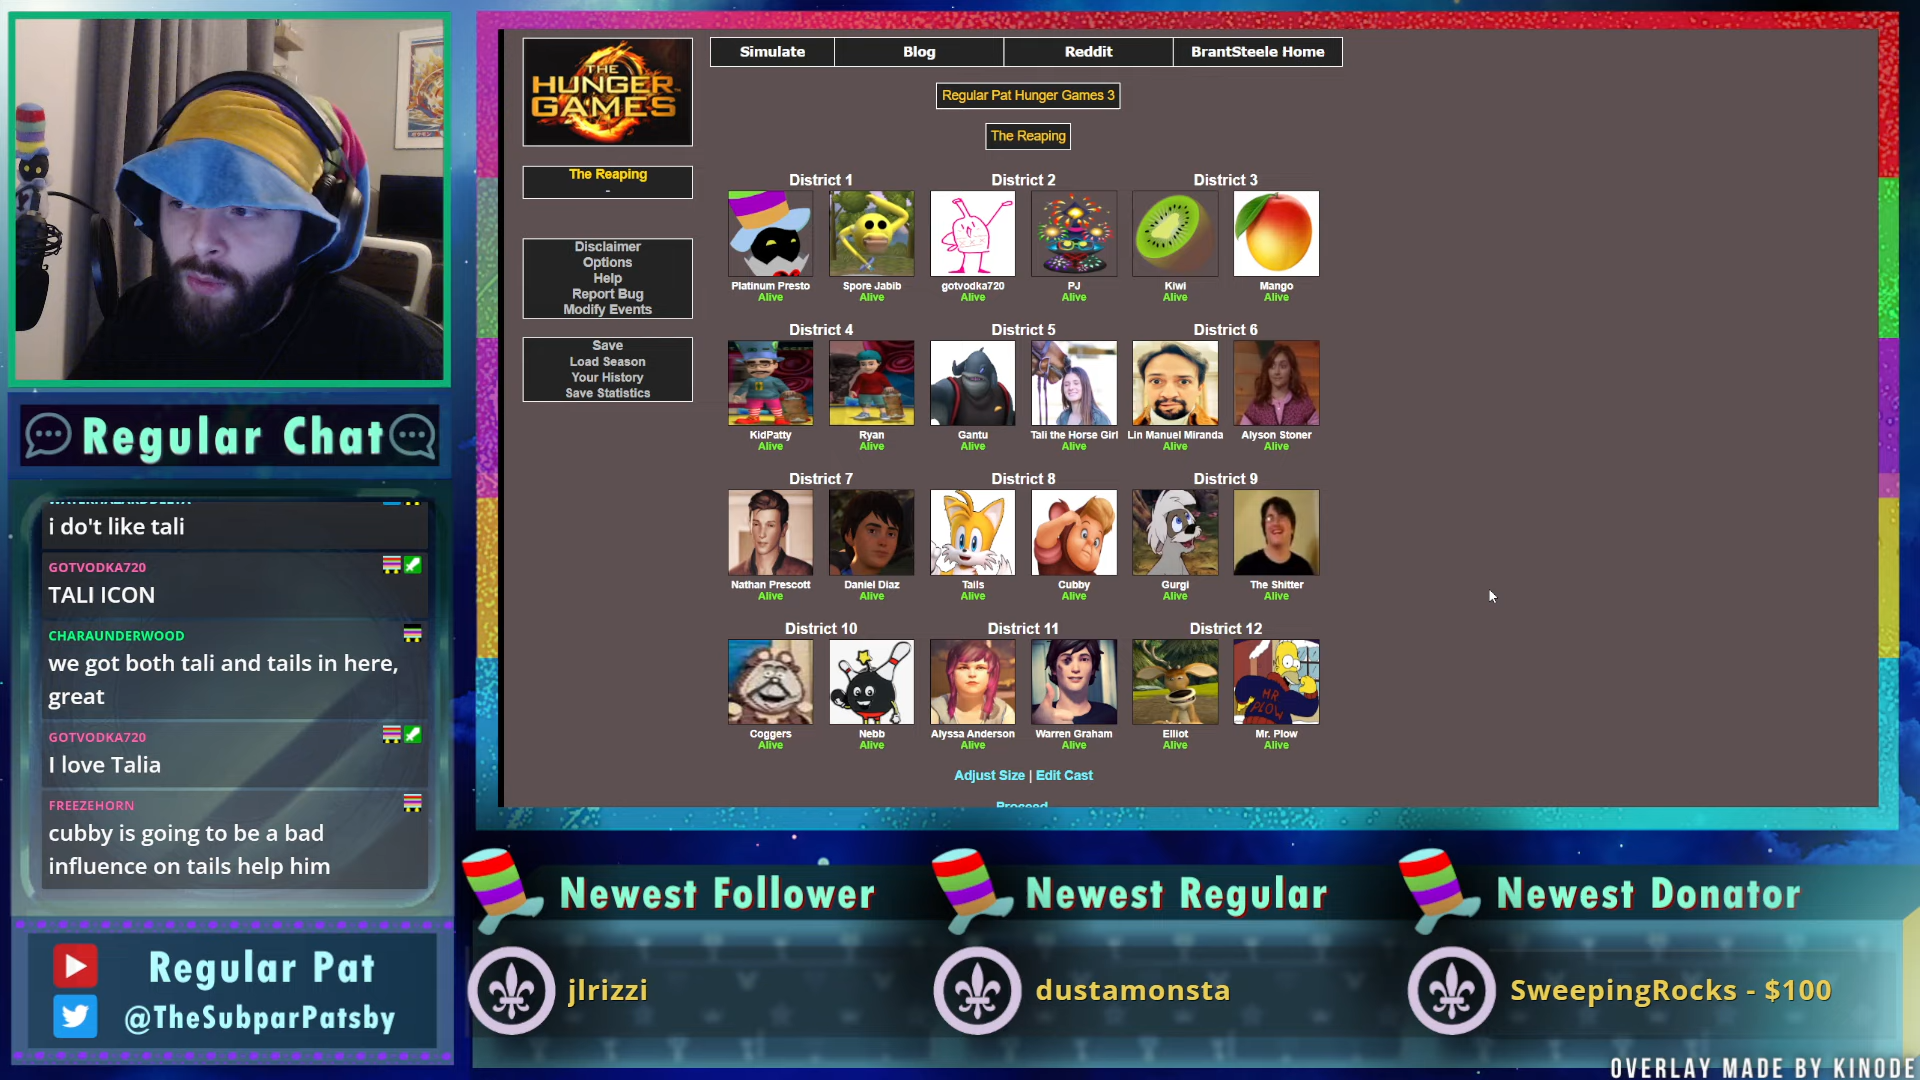 THE
HUNGER
GAMES
Simulate
Blog
Reddit
BrantSteele Home
Regular Pat Hunger Games 3
The Reaping
The Reaping
-
Disclaimer
Options
Help
Report Bug
Modify Events
Save
Load Season
Your History
Save Statistics
District 1
District 2
District 3
Platinum Presto
Spore Jabib
gotvodka720
PJ
Kiwi
Mango
Alive
Alive
Alive
Alive
Alive
Alive
District 4
District 5
District 6
KidPatty
Ryan
Gantu
Tali the Horse Girl
Lin Manuel Miranda
Alyson Stoner
Alive
Alive
Alive
Alive
Alive
Alive
District 7
District 8
District 9
Nathan Prescott
Daniel Diaz
Tails
Cubby
Gurgi
The Shitter
Alive
Alive
Alive
Alive
Alive
Alive
District 10
District 11
District 12
MR
PLOW
Coggers
Nebb
Alyssa Anderson
Warren Graham
Elliot
Mr. Plow
Alive
Alive
Alive
Alive
Alive
Alive
Adjust Size | Edit Cast
Proceed
Regular Chat
i do't like tali
GOTVODKA720
TALI ICON
CHARAUNDERWOOD
we got both tali and tails in here,
great
GOTVODKA720
I love Talia
FREEZEHORN
cubby is going to be a bad
influence on tails help him
Regular Pat
@TheSubparPatsby
Newest Follower
jlrizzi
Newest Regular
dustamonsta
Newest Donator
SweepingRocks - $100
OVERLAY MADE BY KINODE